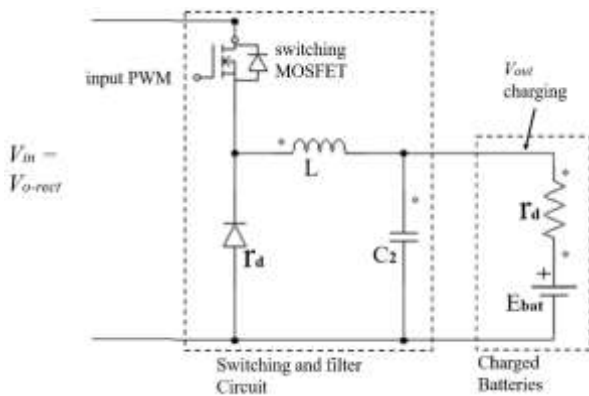 switching
MOSFET
input PWM
V_out
charging
V_in –
V_o-rect
L
r_d
C_2
r_d
+
E_bat
Switching and filter
Circuit
Charged
Batteries